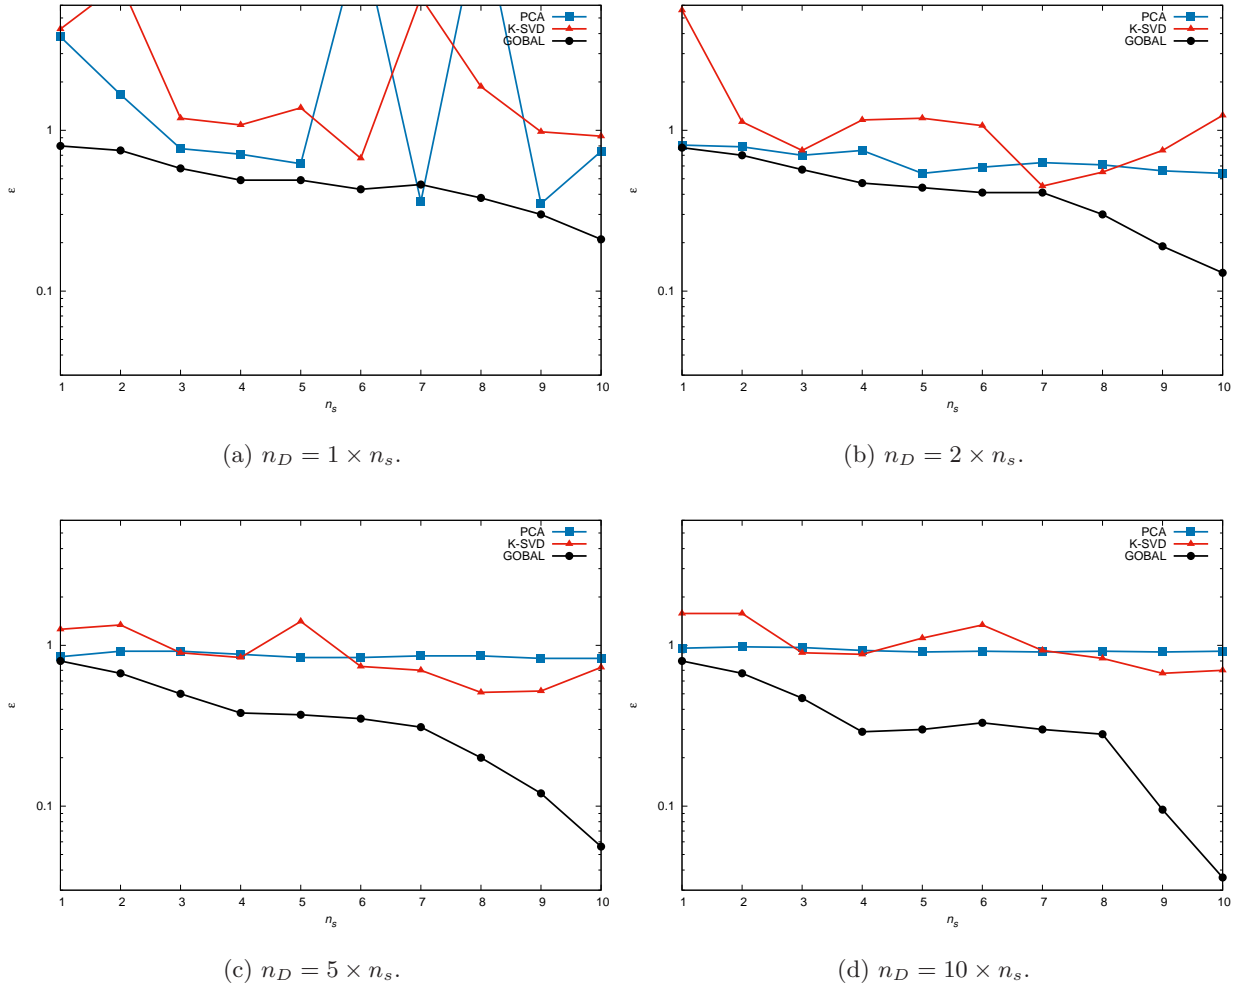 PCA
K-SVD
GOBAL
1
0.1
ε
1 2 3 4 5 6 7 8 9 10
n_s
(a) n_D = 1 × n_s.
PCA
K-SVD
GOBAL
1
0.1
ε
1 2 3 4 5 6 7 8 9 10
n_s
(b) n_D = 2 × n_s.
PCA
K-SVD
GOBAL
1
0.1
ε
1 2 3 4 5 6 7 8 9 10
n_s
(c) n_D = 5 × n_s.
PCA
K-SVD
GOBAL
1
0.1
ε
1 2 3 4 5 6 7 8 9 10
n_s
(d) n_D = 10 × n_s.